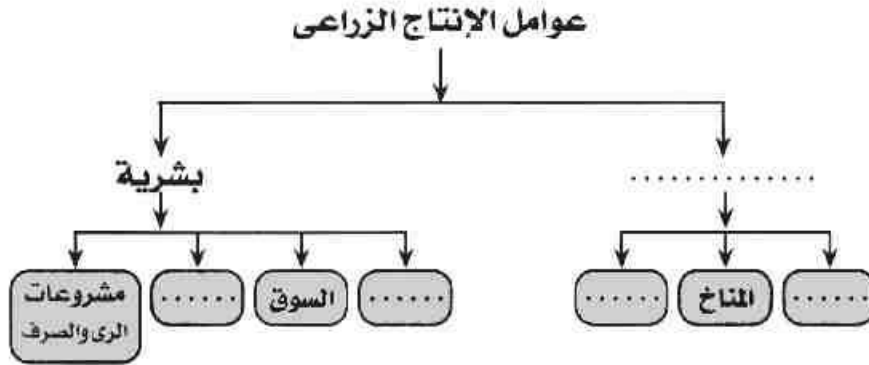 عوامل الإنتاج الزراعى
.............
بشرية
......
المناخ
......
......
السوق
......
مشروعات
الرى والصرف